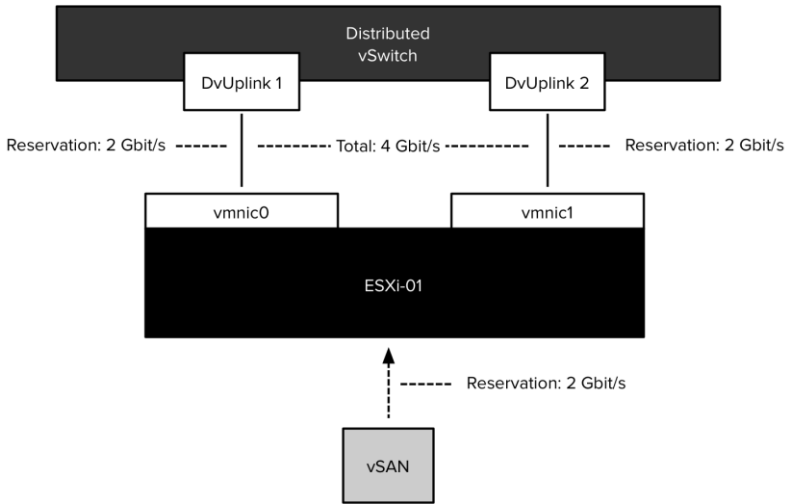 Distributed
vSwitch
DvUplink 1
DvUplink 2
Reservation: 2 Gbit/s
Total: 4 Gbit/s
Reservation: 2 Gbit/s
vmnic0
vmnic1
ESXi-01
Reservation: 2 Gbit/s
vSAN